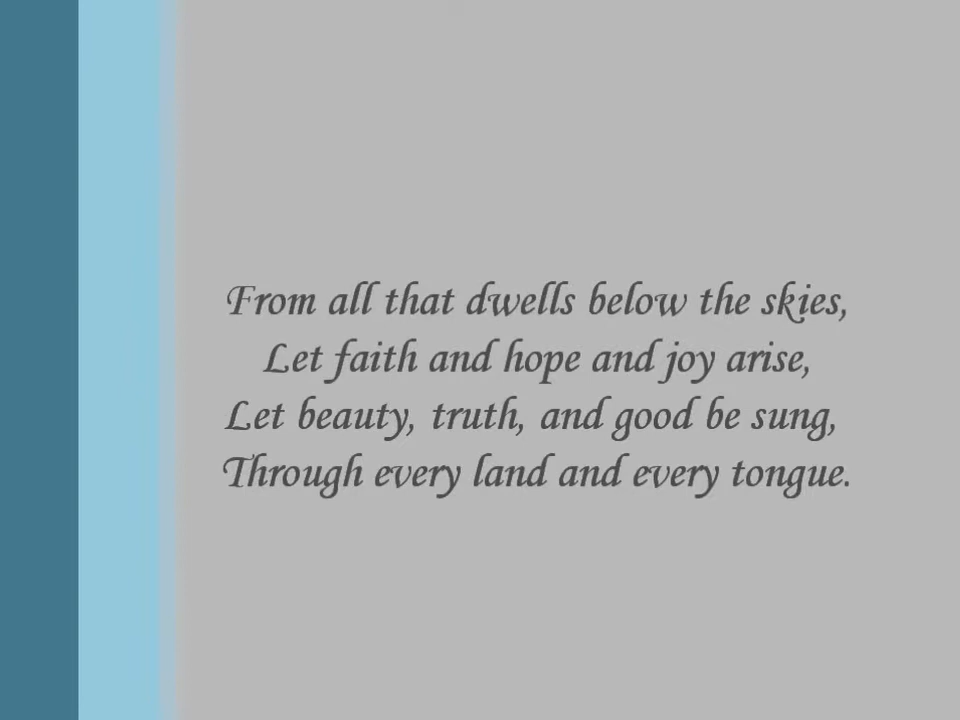 From all that dwells below the skies,
Let faith and hope and joy arise,
Let beauty, truth, and good be sung,
Through every land and every tongue.